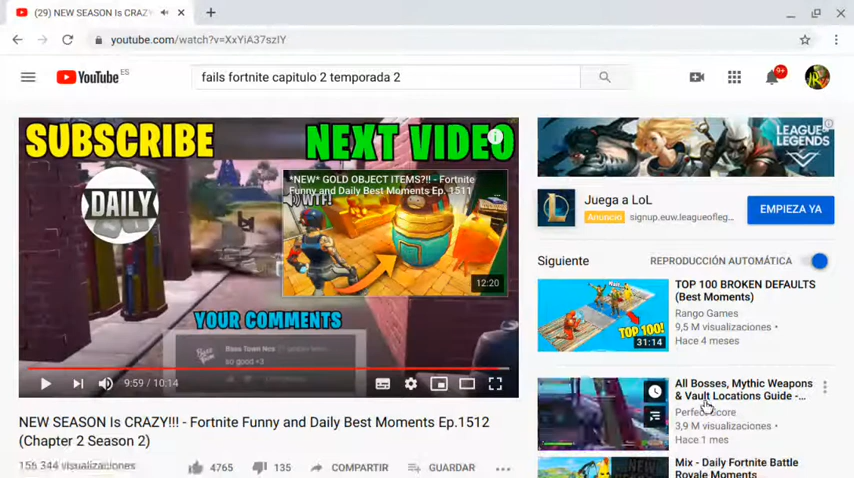 (29) NEW SEASON Is CRAZY
youtube.com/watch?v=XxYiA37szIY
YouTube ES
fails fortnite capitulo 2 temporada 2
9+
SUBSCRIBE
NEXT VIDEO
DAILY
*NEW* GOLD OBJECT ITEMS?!! - Fortnite
Funny and Daily Best Moments Ep. 1511
WTF!
12:20
YOUR COMMENTS
so good <3
9:59 / 10:14
NEW SEASON Is CRAZY!!! - Fortnite Funny and Daily Best Moments Ep.1512
(Chapter 2 Season 2)
156 344 visualizaciones
4765
135
COMPARTIR
GUARDAR
LEAGUE OF
LEGENDS
Juega a LoL
Anuncio
signup.euw.leagueofleg...
EMPIEZA YA
Siguiente
REPRODUCCIÓN AUTOMÁTICA
TOP 100 BROKEN DEFAULTS
(Best Moments)
Rango Games
9,5 M visualizaciones •
Hace 4 meses
TOP 100!
31:14
All Bosses, Mythic Weapons
& Vault Locations Guide -...
Perfect Score
3,9 M visualizaciones •
Hace 1 mes
Mix - Daily Fortnite Battle
Royale Moments